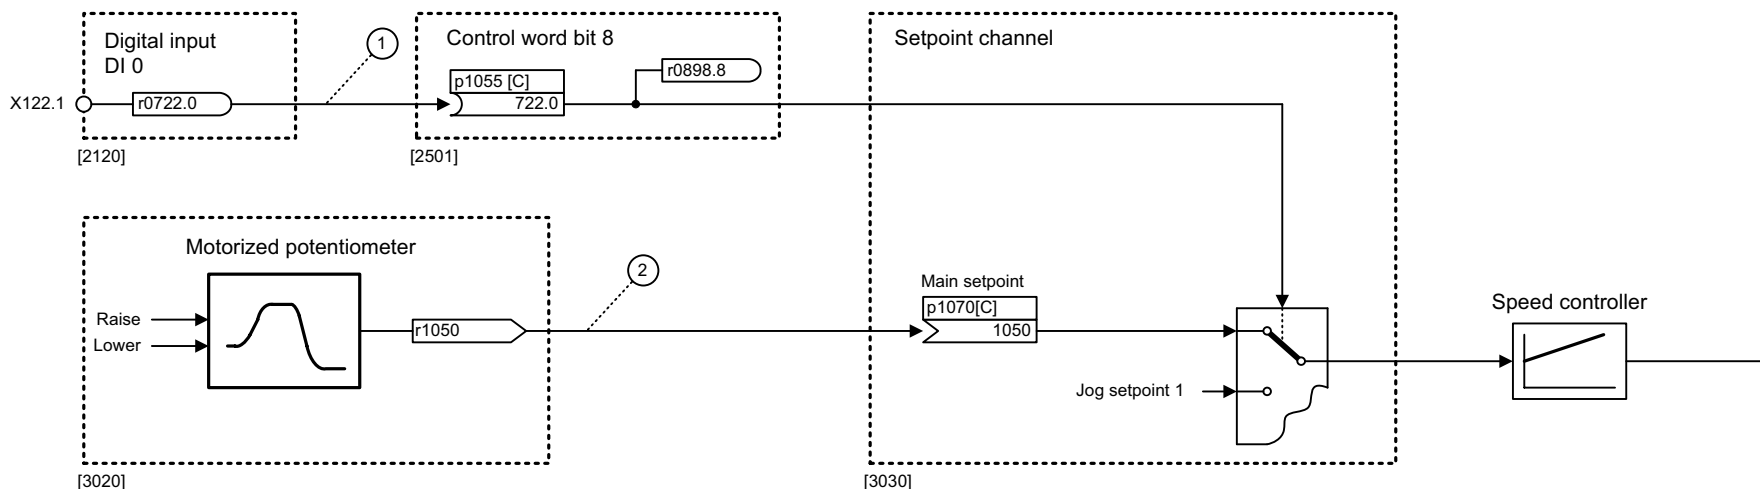 Digital input
DI 0
X122.1
r0722.0
[2120]
1
Control word bit 8
p1055 [C]
722.0
r0898.8
[2501]
Setpoint channel
Motorized potentiometer
Raise
Lower
r1050
[3020]
2
Main setpoint
p1070[C]
1050
Jog setpoint 1
[3030]
Speed controller